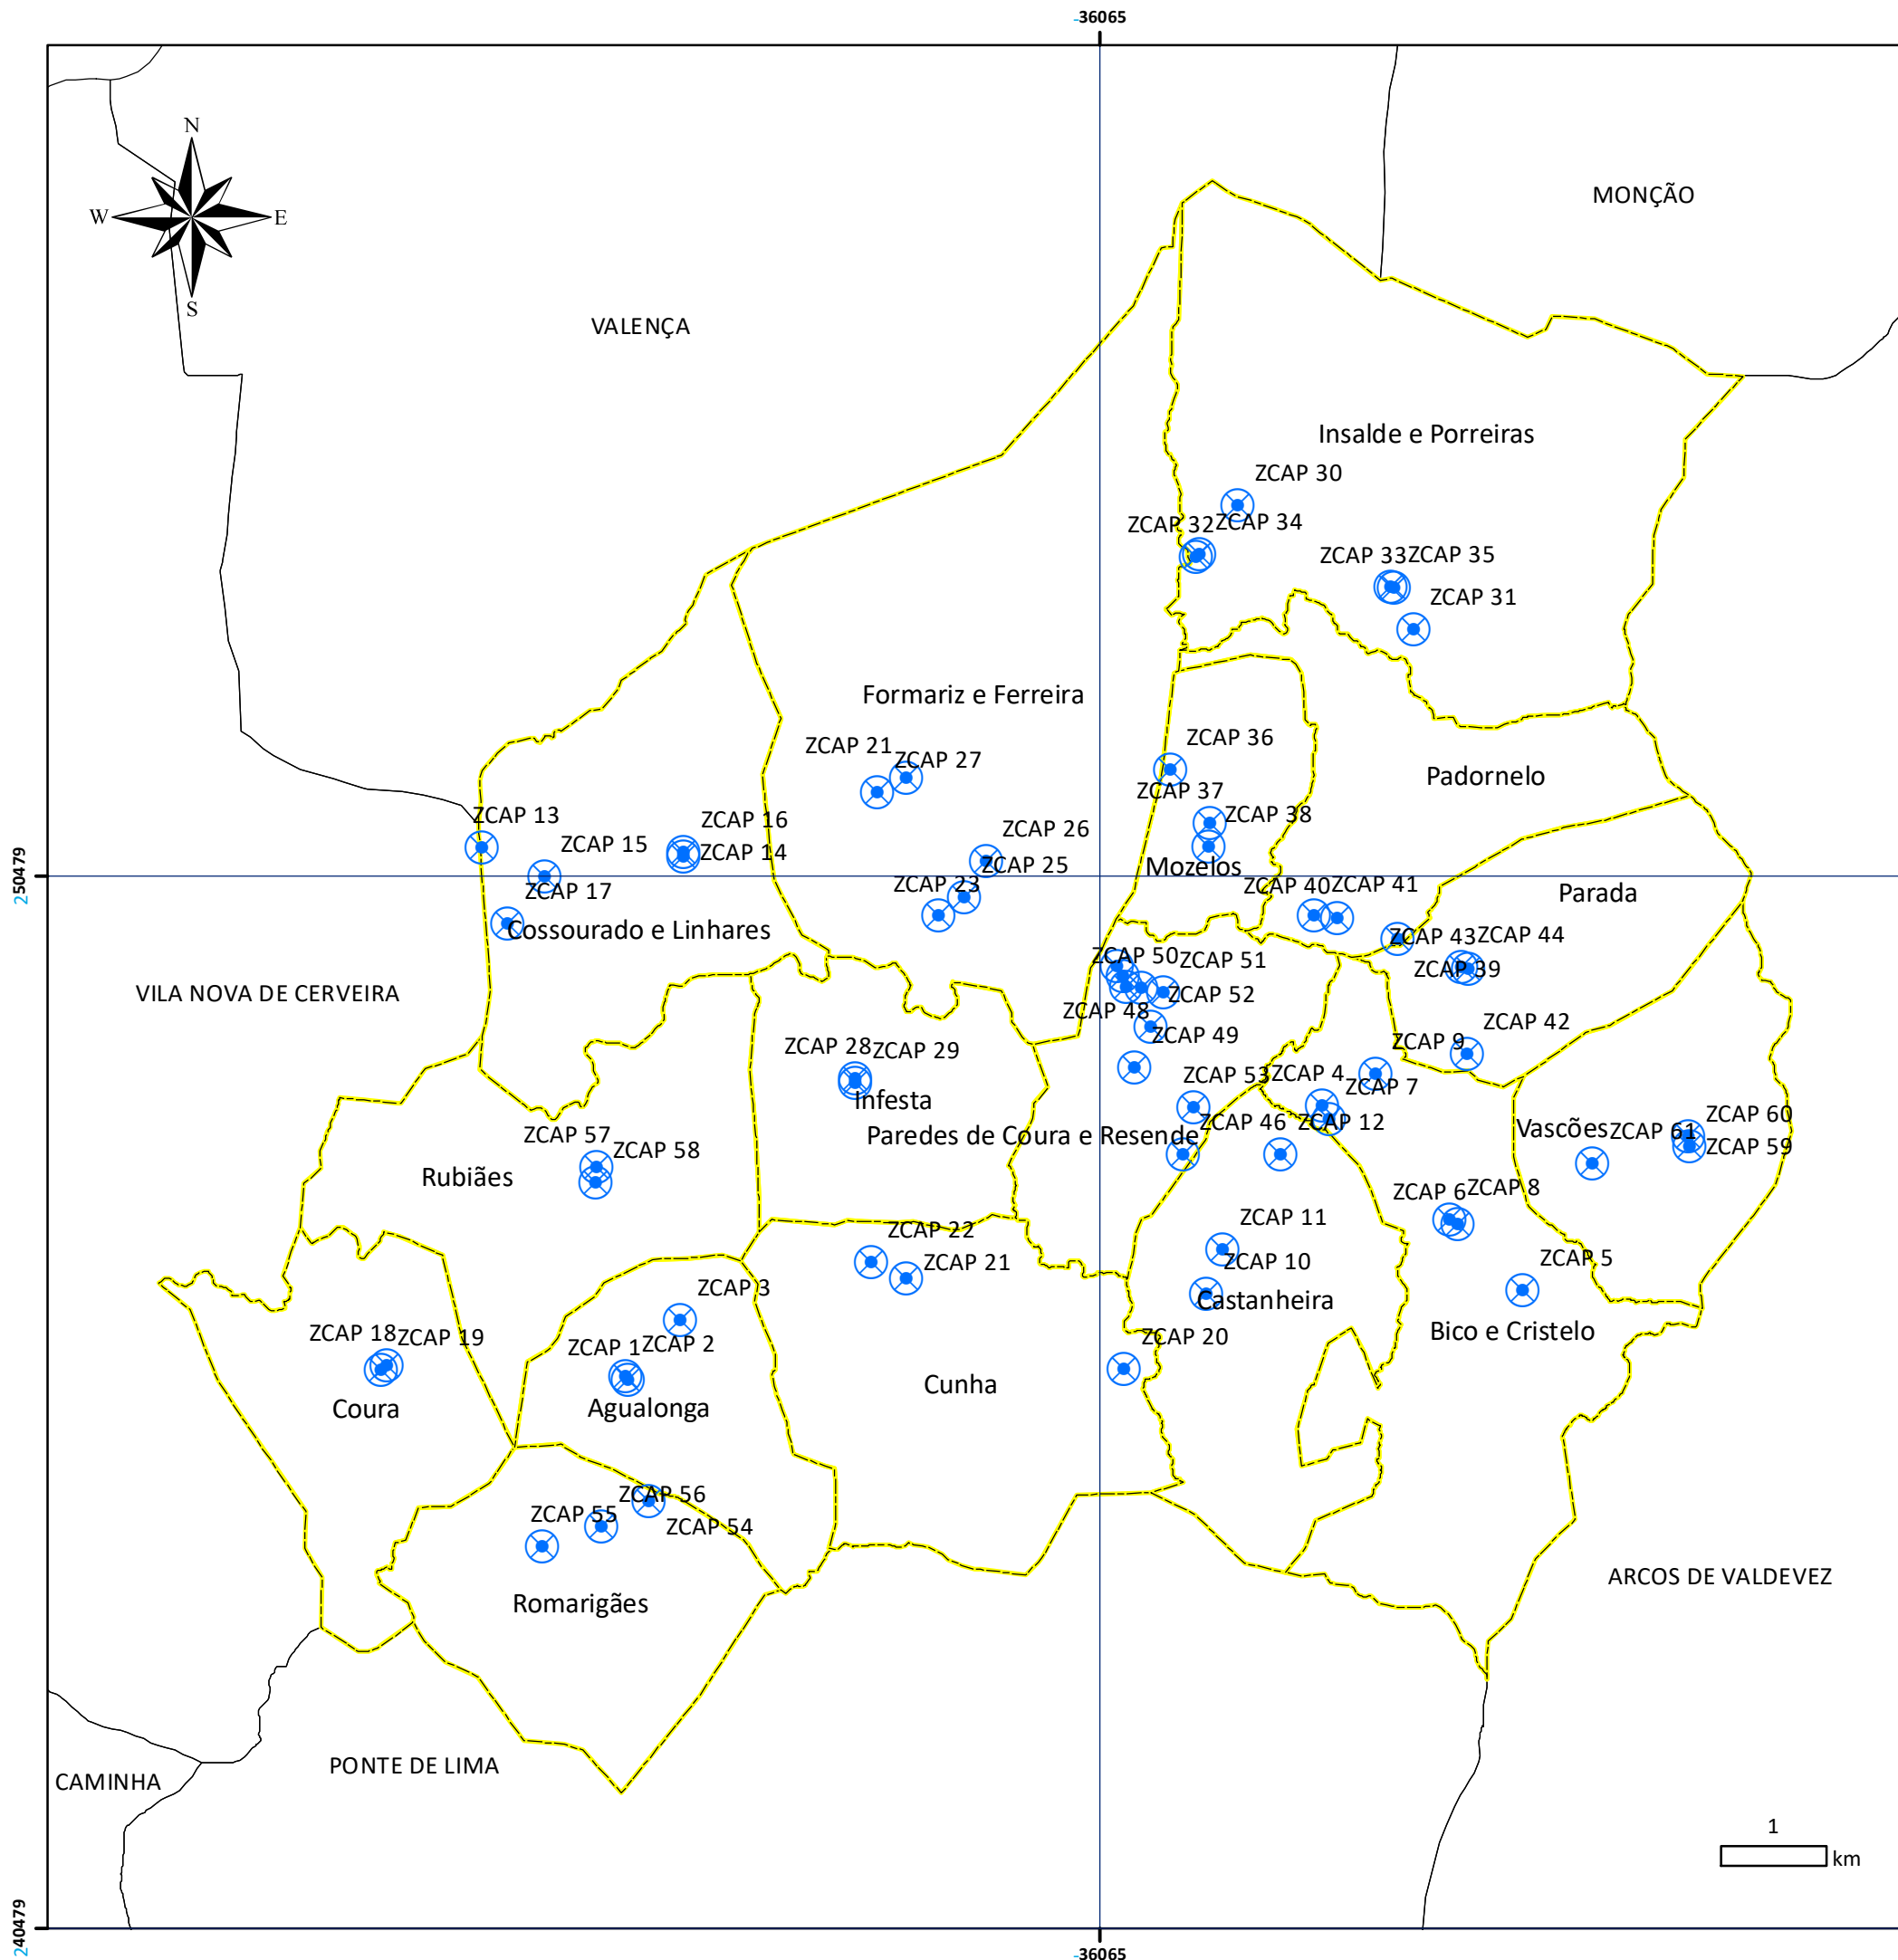 -36065
N
W
E
S
MONÇÃO
VALENÇA
Insalde e Porreiras
ZCAP 30
ZCAP 32
ZCAP 34
ZCAP 33
ZCAP 35
ZCAP 31
Formariz e Ferreira
ZCAP 21
ZCAP 27
ZCAP 36
Padornelo
ZCAP 37
ZCAP 38
ZCAP 13
ZCAP 15
ZCAP 16
ZCAP 14
ZCAP 26
ZCAP 25
Mozelos
250479
ZCAP 17
ZCAP 23
ZCAP 40
ZCAP 41
Parada
Cossourado e Linhares
ZCAP 43
ZCAP 44
ZCAP 50
ZCAP 51
ZCAP 39
VILA NOVA DE CERVEIRA
ZCAP 52
ZCAP 48
ZCAP 49
ZCAP 42
ZCAP 9
ZCAP 28
ZCAP 29
ZCAP 53
ZCAP 4
ZCAP 7
Infesta
ZCAP 46
ZCAP 12
ZCAP 60
Vascões
ZCAP 61
ZCAP 59
Paredes de Coura e Resende
ZCAP 57
ZCAP 58
Rubiães
ZCAP 6
ZCAP 8
ZCAP 11
ZCAP 22
ZCAP 21
ZCAP 10
ZCAP 5
ZCAP 3
Castanheira
Bico e Cristelo
ZCAP 18
ZCAP 19
ZCAP 1
ZCAP 2
ZCAP 20
Cunha
Coura
Agualonga
ZCAP 56
ZCAP 55
ZCAP 54
ARCOS DE VALDEVEZ
Romarigães
PONTE DE LIMA
CAMINHA
1
km
240479
-36065